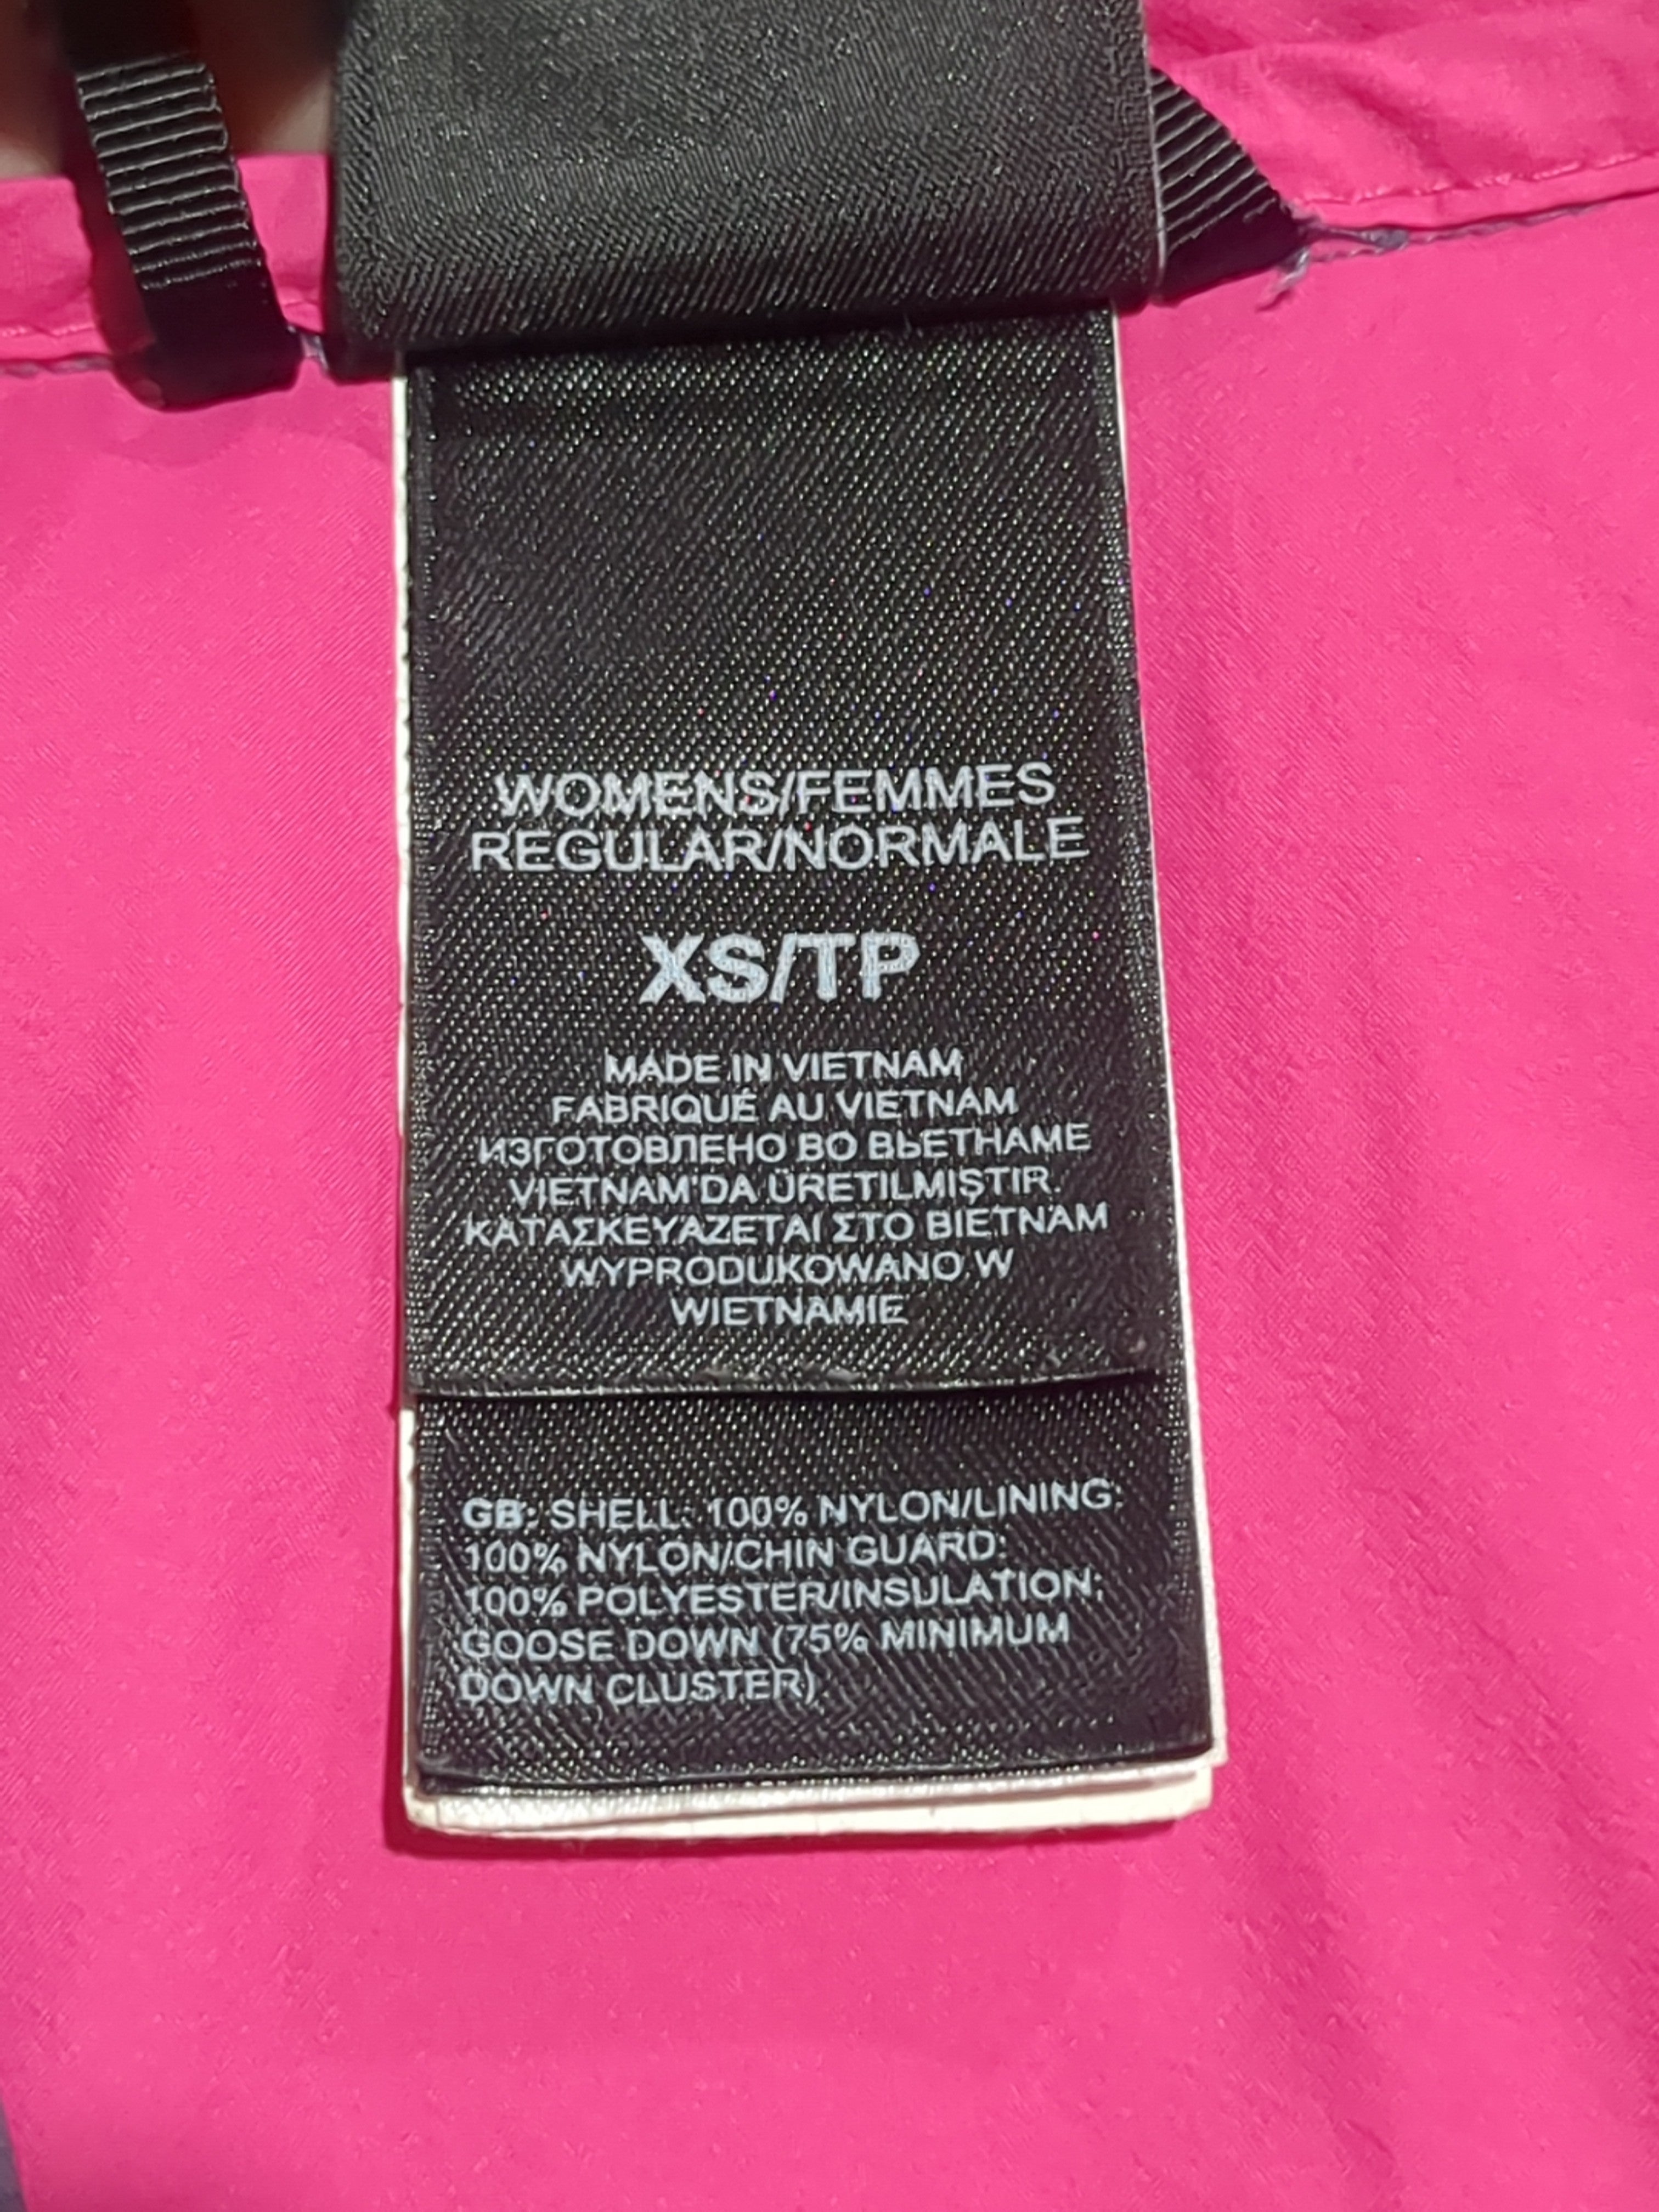 WOMENS/FEMMES
REGULAR/NORMALE
XS/TP
MADE IN VIETNAM
FABRIQUÉ AU VIETNAM
ИЗГОТОВЛЕНО ВО ВЬЕТНАМЕ
VIETNAM'DA ÜRETILMIŞTIR.
ΚΑΤΑΣΚΕΥΑΖΕΤΑΙ ΣΤΟ ΒΙΕΤΝΑΜ
WYPRODUKOWANO W
WIETNAMIE
GB: SHELL: 100% NYLON/LINING:
100% NYLON/CHIN GUARD:
100% POLYESTER/INSULATION:
GOOSE DOWN (75% MINIMUM
DOWN CLUSTER)